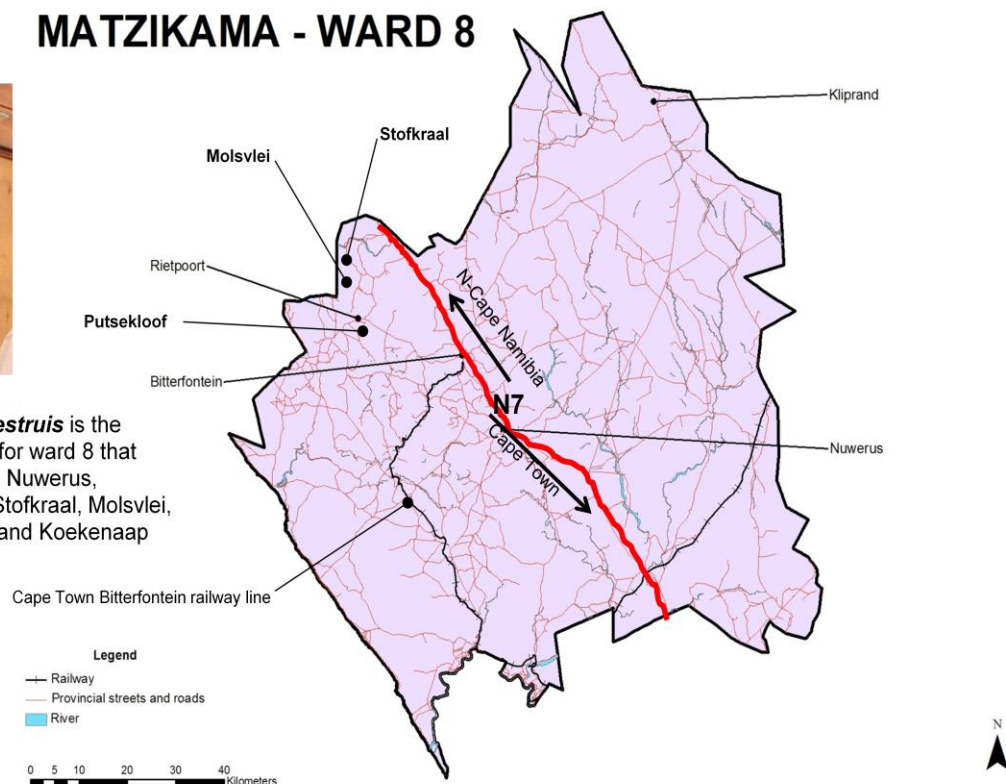 MATZIKAMA - WARD 8
Kliprand
Stofkraal
Molsvlei
Rietpoort
N-Cape Namibia
Putsekloof
Bitterfontein
N7
Cape Town
Nuwerus
estruis is the
for ward 8 that
Nuwerus,
Stofkraal, Molsvlei,
and Koekenaap
Cape Town Bitterfontein railway line
Legend
Railway
Provincial streets and roads
River
N
0 5 10 20 30 40
Kilometers